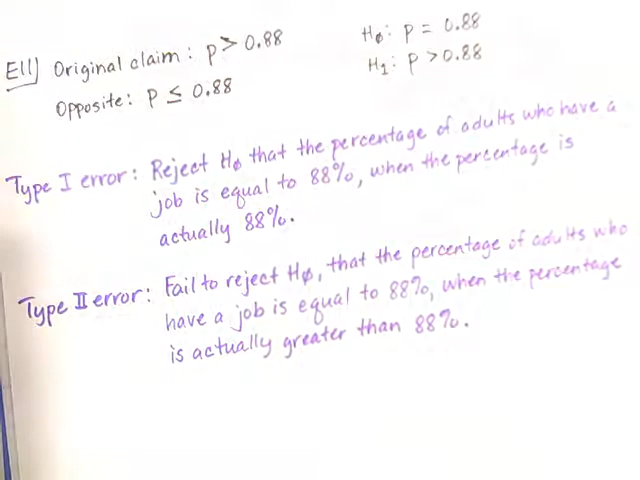 E11) Original claim: p > 0.88
Opposite: p ≤ 0.88
H0: p = 0.88
H1: p > 0.88
Type I error: Reject H0 that the percentage of adults who have a
job is equal to 88%, when the percentage is
actually 88%.
Type II error: Fail to reject H0, that the percentage of adults who
have a job is equal to 88%, when the percentage
is actually greater than 88%.